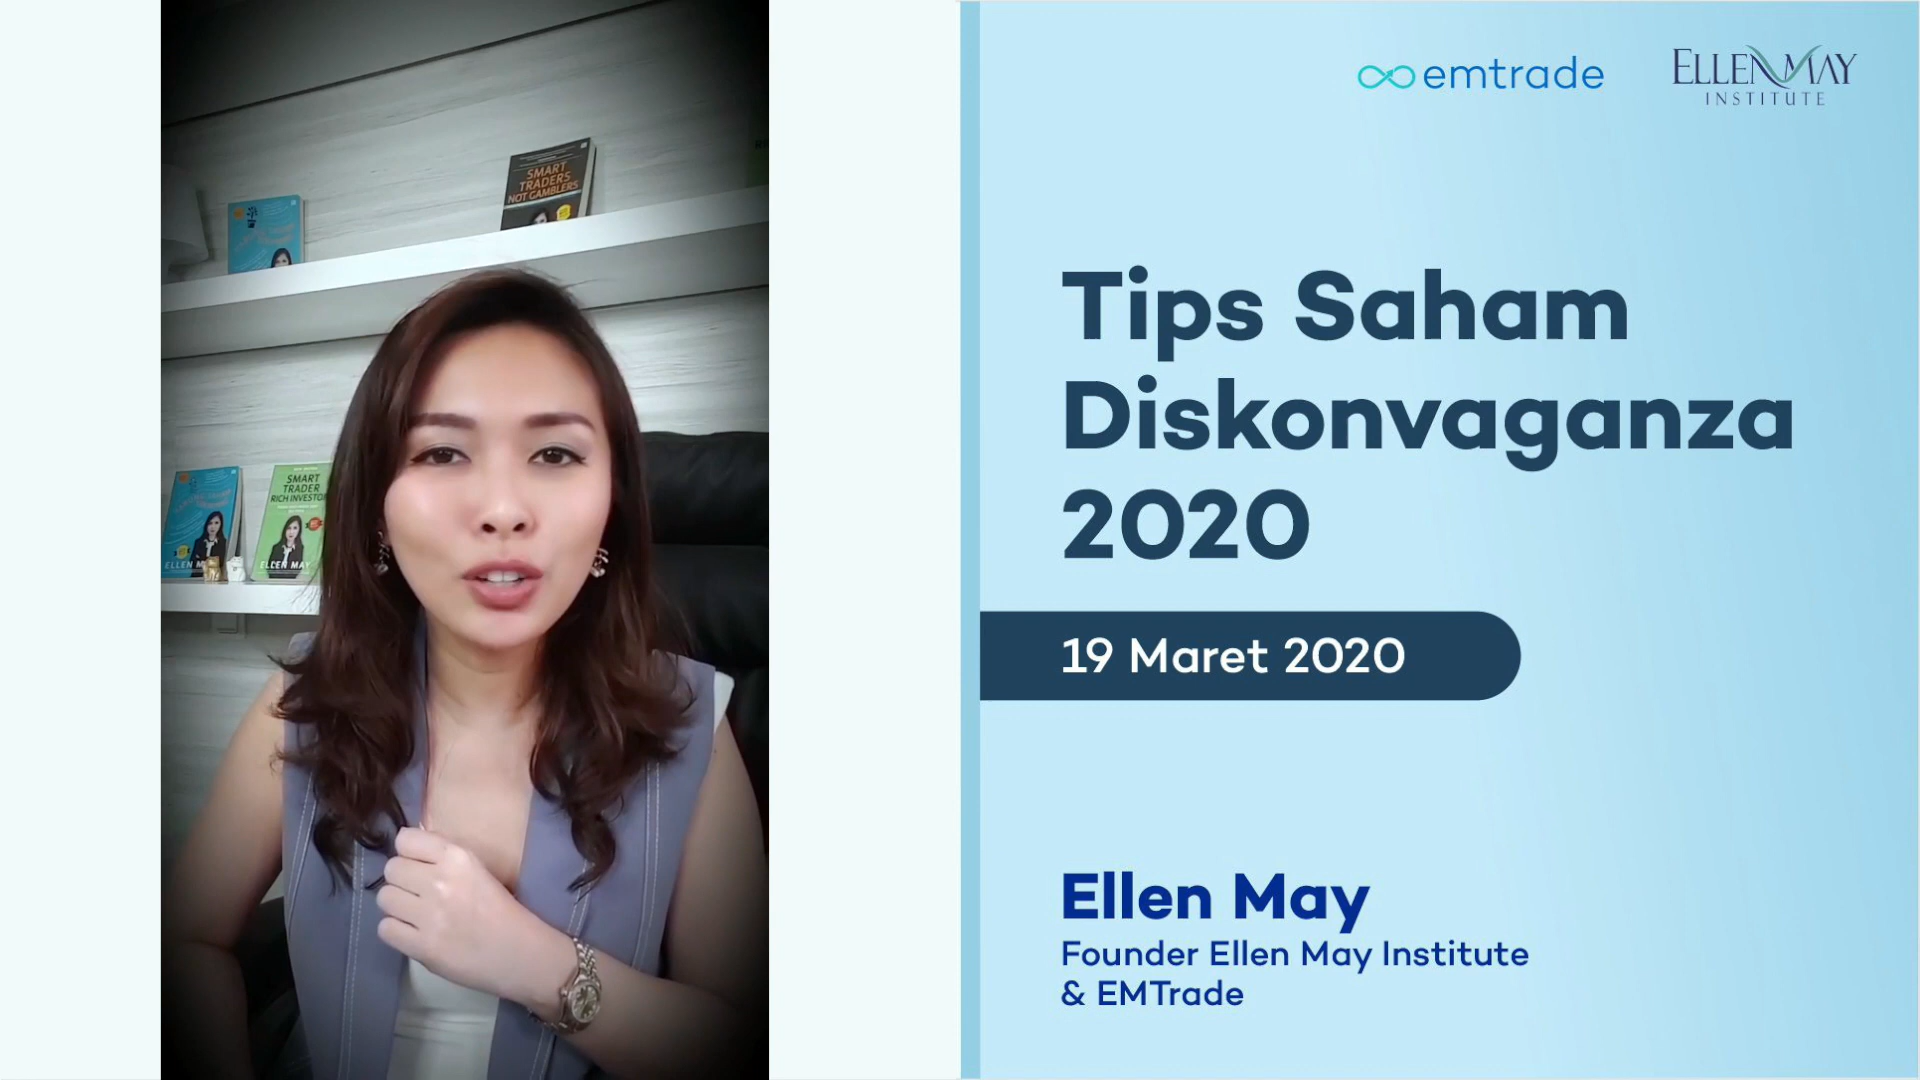 SMART
TRADERS
NOT GAMBLERS
SMART
TRADER
RICH INVESTOR
ELLEN MAY
ELLEN M
emtrade
ELLEN MAY
INSTITUTE
Tips Saham
Diskonvaganza
2020
19 Maret 2020
Ellen May
Founder Ellen May Institute
& EMTrade